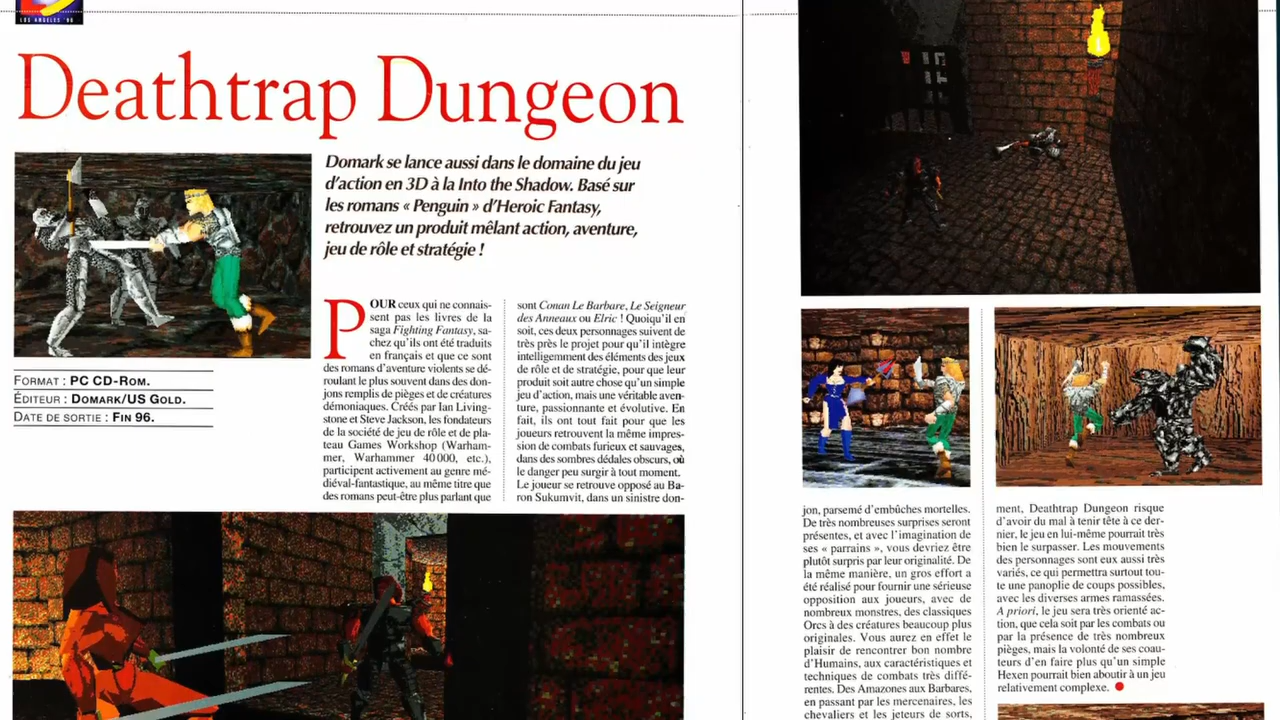 LOS ANGELES '96
Deathtrap Dungeon
Domark se lance aussi dans le domaine du jeu
d'action en 3D à la Into the Shadow. Basé sur
les romans « Penguin » d'Heroic Fantasy,
retrouvez un produit mêlant action, aventure,
jeu de rôle et stratégie !
FORMAT : PC CD-ROM.
ÉDITEUR : DOMARK/US GOLD.
DATE DE SORTIE : FIN 96.
POUR ceux qui ne connais-
sent pas les livres de la
saga Fighting Fantasy, sa-
chez qu'ils ont été traduits
en français et que ce sont
des romans d'aventure violents se dé-
roulant le plus souvent dans des don-
jons remplis de pièges et de créatures
démoniaques. Créés par Ian Living-
stone et Steve Jackson, les fondateurs
de la société de jeu de rôle et de pla-
teau Games Workshop (Warham-
mer, Warhammer 40 000, etc.),
participent activement au genre mé-
diéval-fantastique, au même titre que
des romans peut-être plus parlant que
sont Conan Le Barbare, Le Seigneur
des Anneaux ou Elric ! Quoiqu'il en
soit, ces deux personnages suivent de
très près le projet pour qu'il intègre
intelligemment des éléments des jeux
de rôle et de stratégie, pour que leur
produit soit autre chose qu'un simple
jeu d'action, mais une véritable aven-
ture, passionnante et évolutive. En
fait, ils ont tout fait pour que les
joueurs retrouvent la même impres-
sion de combats furieux et sauvages,
dans des sombres dédales obscurs, où
le danger peu surgir à tout moment.
Le joueur se retrouve opposé au Ba-
ron Sukumvit, dans un sinistre don-
jon, parsemé d'embûches mortelles.
De très nombreuses surprises seront
présentes, et avec l'imagination de
ses « parrains », vous devriez être
plutôt surpris par leur originalité. De
la même manière, un gros effort a
été réalisé pour fournir une sérieuse
opposition aux joueurs, avec de
nombreux monstres, des classiques
Orcs à des créatures beaucoup plus
originales. Vous aurez en effet le
plaisir de rencontrer bon nombre
d'Humains, aux caractéristiques et
techniques de combats très diffé-
rentes. Des Amazones aux Barbares,
en passant par les mercenaires, les
chevaliers et les jeteurs de sorts,
ment, Deathtrap Dungeon risque
d'avoir du mal à tenir tête à ce der-
nier, le jeu en lui-même pourrait très
bien le surpasser. Les mouvements
des personnages sont eux aussi très
variés, ce qui permettra surtout tou-
te une panoplie de coups possibles,
avec les diverses armes ramassées.
A priori, le jeu sera très orienté ac-
tion, que cela soit par les combats ou
par la présence de très nombreux
pièges, mais la volonté de ses coau-
teurs d'en faire plus qu'un simple
Hexen pourrait bien aboutir à un jeu
relativement complexe.